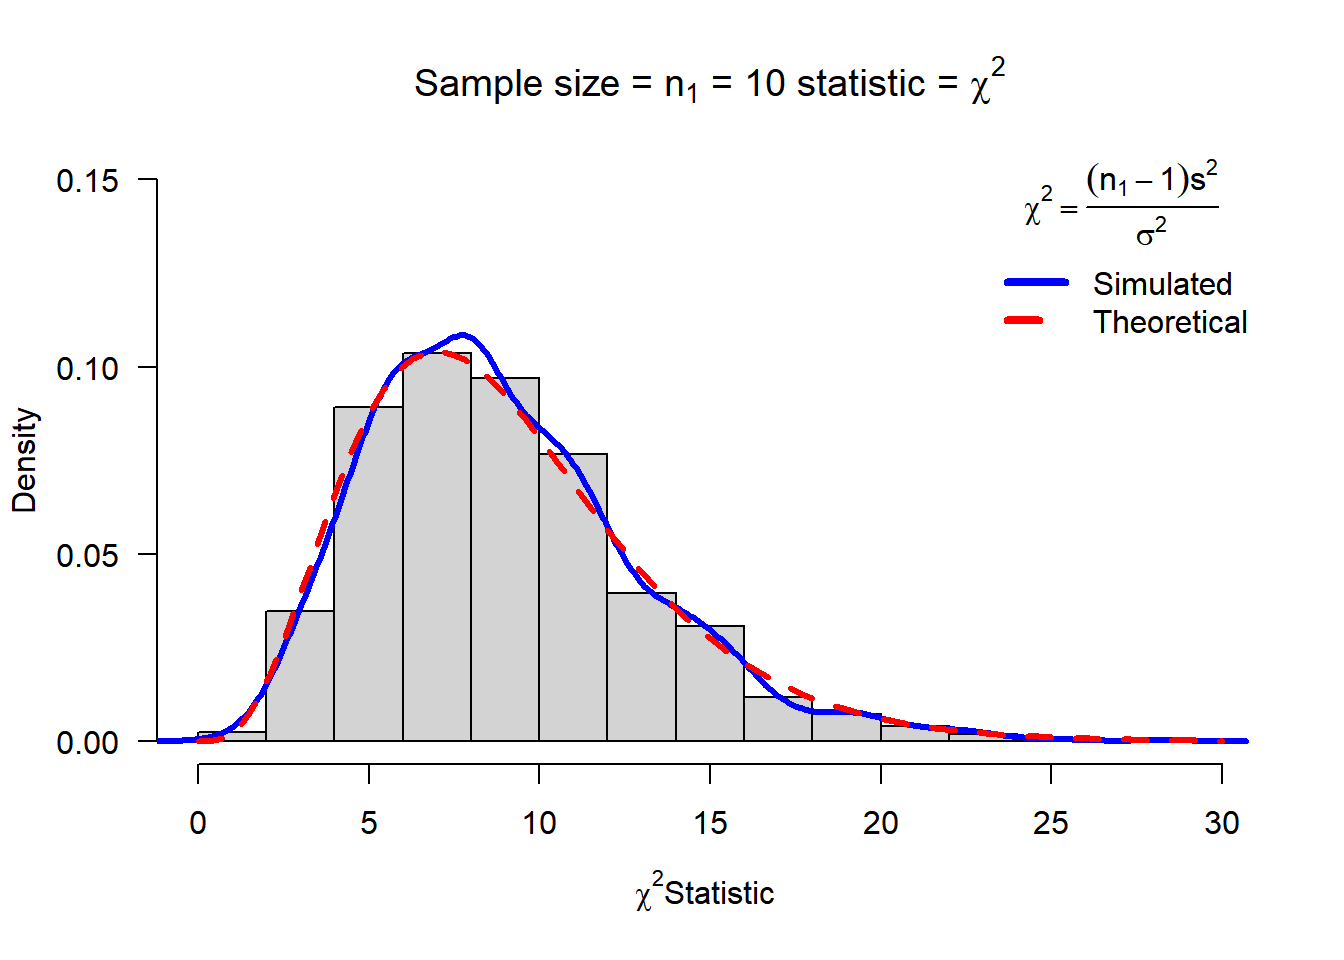 Sample size = n₁ = 10 statistic = χ²
0.15
0.10
0.05
0.00
Density
χ² = (n₁ − 1)s² / σ²
Simulated
Theoretical
0 5 10 15 20 25 30
χ²Statistic